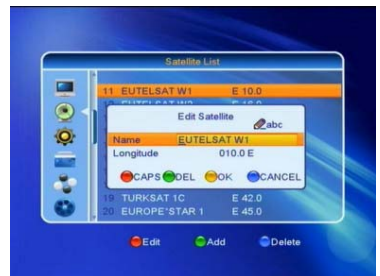 Satellite List
11 EUTELSAT W1 E 10.0
Edit Satellite
abc
Name EUTELSAT W1
Longitude 010.0 E
CAPS DEL OK CANCEL
19 TURKSAT 1C E 42.0
20 EUROPE*STAR 1 E 45.0
Edit Add Delete